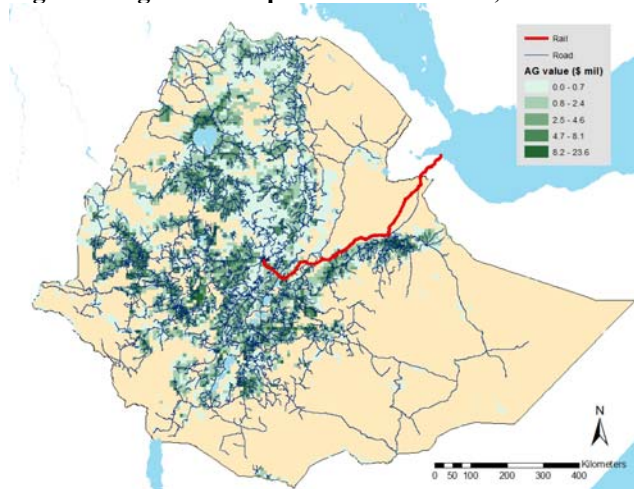 Rail
Road
AG value ($ mil)
0.0 - 0.7
0.8 - 2.4
2.5 - 4.6
4.7 - 8.1
8.2 - 23.6
N
Kilometers
0 50 100 200 300 400